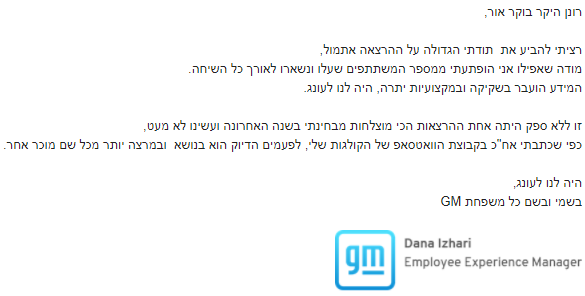 רונן היקר בוקר אור,
רציתי להביע את תודתי הגדולה על ההרצאה אתמול,
מודה שאפילו אני הופתעתי ממספר המשתתפים שעלו ונשארו לאורך כל השיחה.
המידע הועבר בשקיקה ובמקצועיות יתרה, היה לנו לעונג.
זו ללא ספק היתה אחת ההרצאות הכי מוצלחות מבחינתי בשנה האחרונה ועשינו לא מעט,
כפי שכתבתי אח"כ בקבוצת הוואטסאפ של הקולגות שלי, לפעמים הדיוק הוא בנושא ובמרצה יותר מכל שם מוכר אחר.
היה לנו לעונג,
בשמי ובשם כל משפחת GM
gm
Dana Izhari
Employee Experience Manager